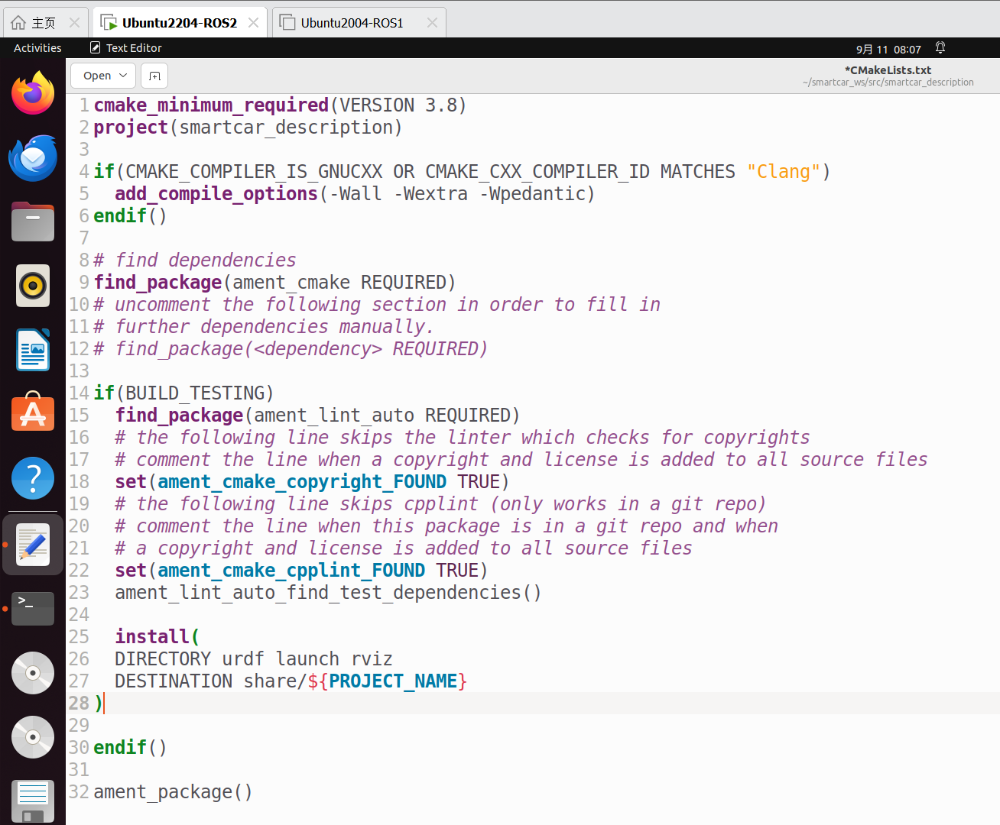 主页
Ubuntu2204-ROS2
Ubuntu2004-ROS1
Activities
Text Editor
9月 11 08:07
Open
*CMakeLists.txt
~/smartcar_ws/src/smartcar_description
1 cmake_minimum_required(VERSION 3.8)
2 project(smartcar_description)
3
4 if(CMAKE_COMPILER_IS_GNUCXX OR CMAKE_CXX_COMPILER_ID MATCHES "Clang")
5   add_compile_options(-Wall -Wextra -Wpedantic)
6 endif()
7
8 # find dependencies
9 find_package(ament_cmake REQUIRED)
10 # uncomment the following section in order to fill in
11 # further dependencies manually.
12 # find_package(<dependency> REQUIRED)
13
14 if(BUILD_TESTING)
15   find_package(ament_lint_auto REQUIRED)
16   # the following line skips the linter which checks for copyrights
17   # comment the line when a copyright and license is added to all source files
18   set(ament_cmake_copyright_FOUND TRUE)
19   # the following line skips cpplint (only works in a git repo)
20   # comment the line when this package is in a git repo and when
21   # a copyright and license is added to all source files
22   set(ament_cmake_cpplint_FOUND TRUE)
23   ament_lint_auto_find_test_dependencies()
24
25   install(
26   DIRECTORY urdf launch rviz
27   DESTINATION share/${PROJECT_NAME}
28 )
29
30 endif()
31
32 ament_package()